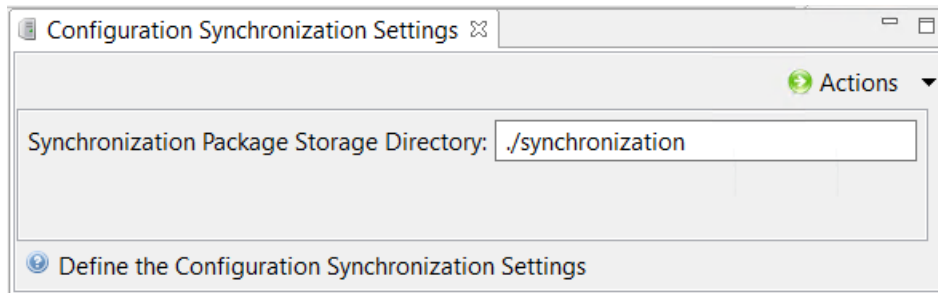 Configuration Synchronization Settings
Actions
Synchronization Package Storage Directory: ./synchronization
Define the Configuration Synchronization Settings